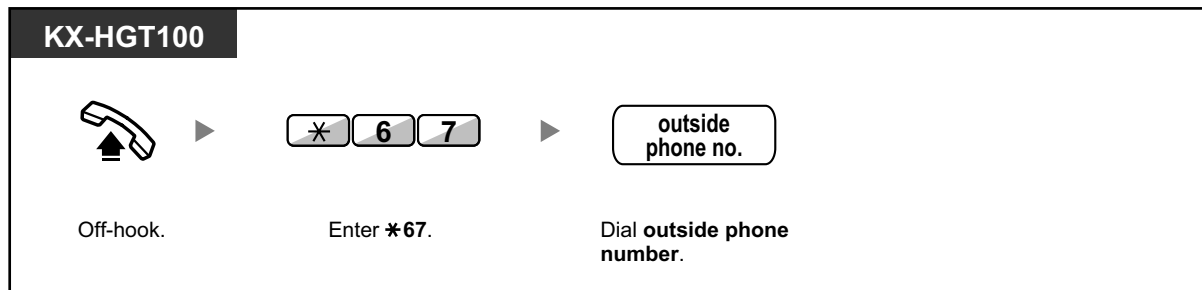 KX-HGT100
* 6 7
outside
phone no.
Off-hook.
Enter *67.
Dial outside phone
number.